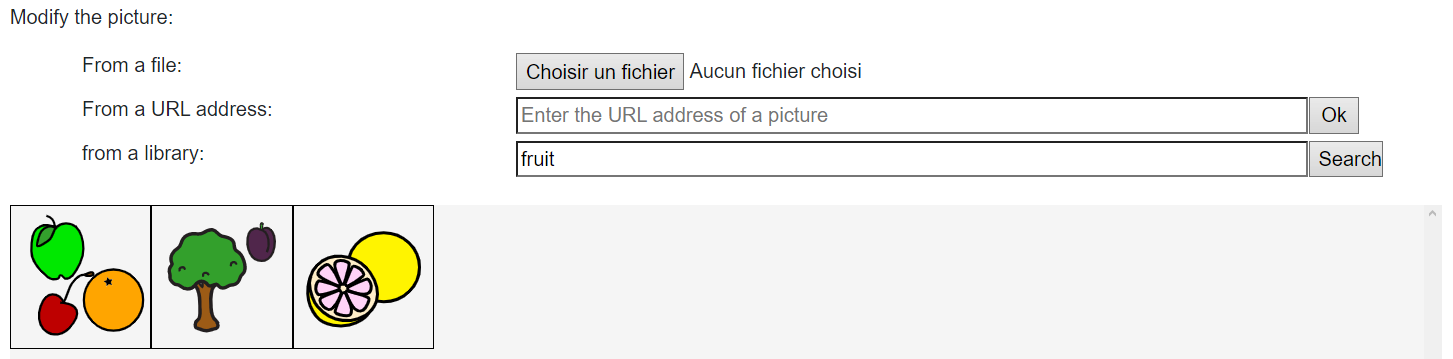 Modify the picture:
From a file: Choisir un fichier Aucun fichier choisi
From a URL address: Enter the URL address of a picture Ok
from a library: fruit Search